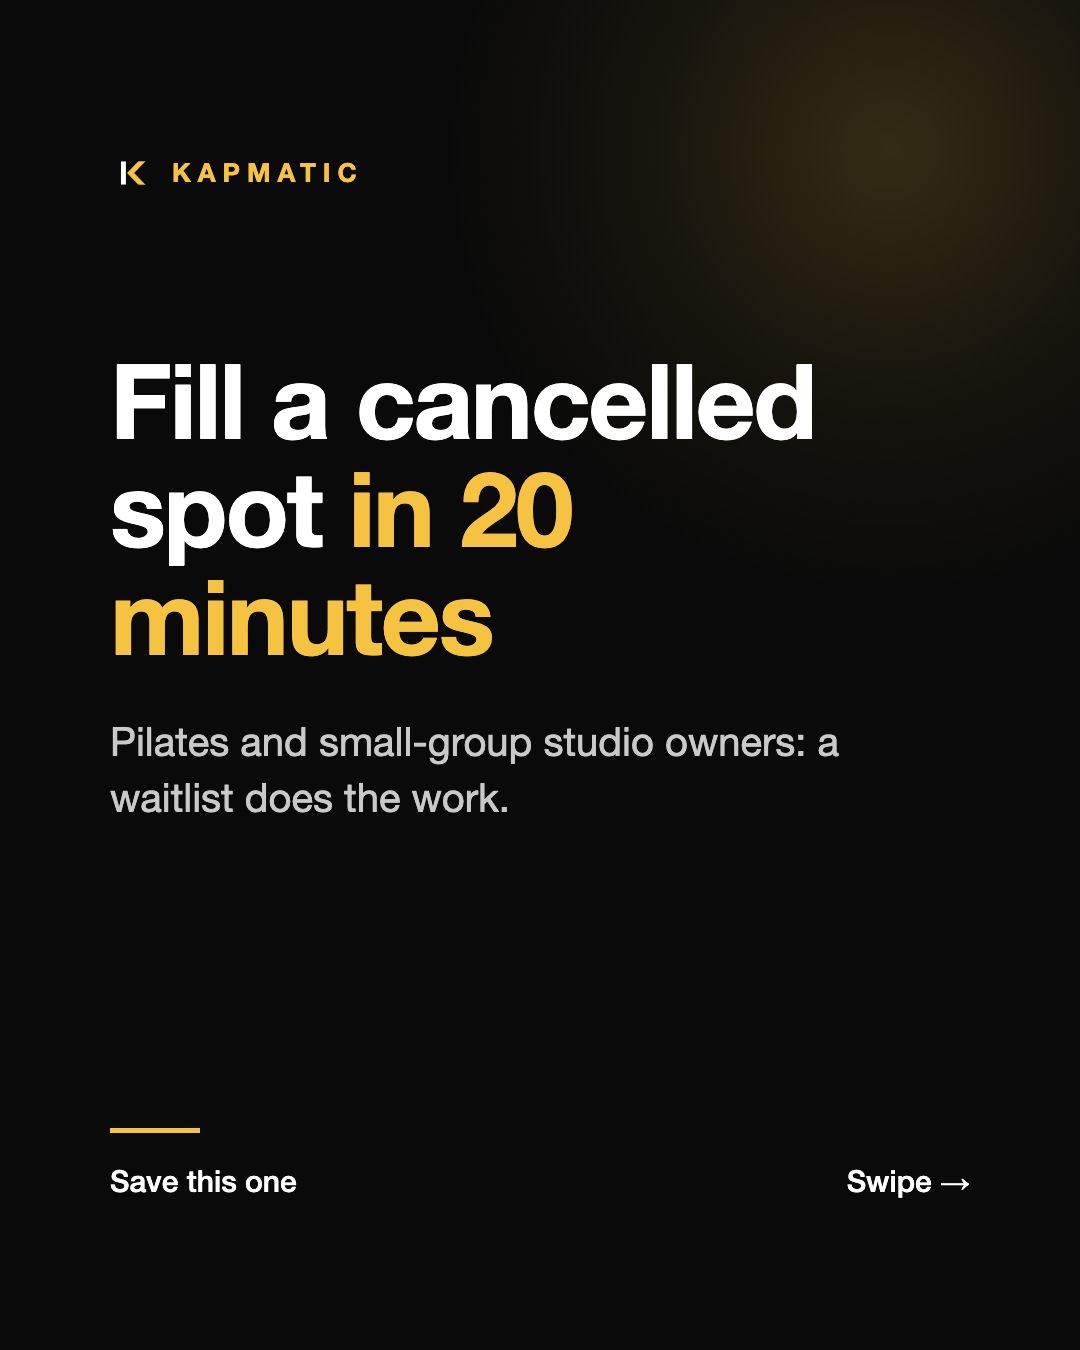 KAPMATIC
Fill a cancelled
spot in 20
minutes
Pilates and small-group studio owners: a
waitlist does the work.
Save this one
Swipe →